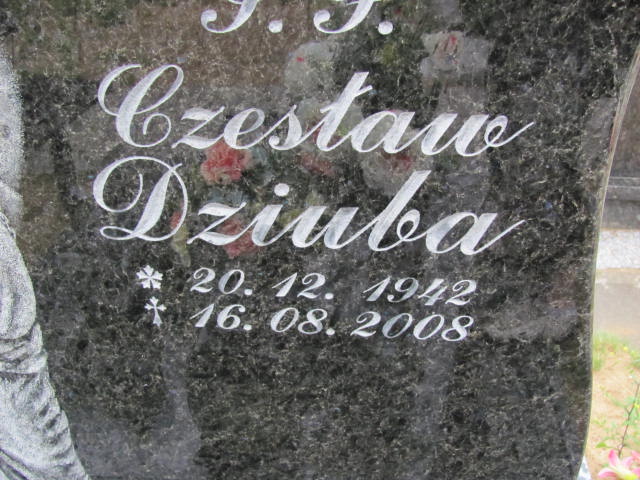 Ś. P.
Czesław
Dziuba
* 20. 12. 1942
✝ 16. 08. 2008